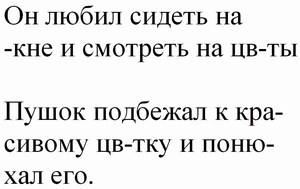 Он любил сидеть на
-кне и смотреть на цв-ты
Пушок подбежал к кра-
сивому цв-тку и поню-
хал его.